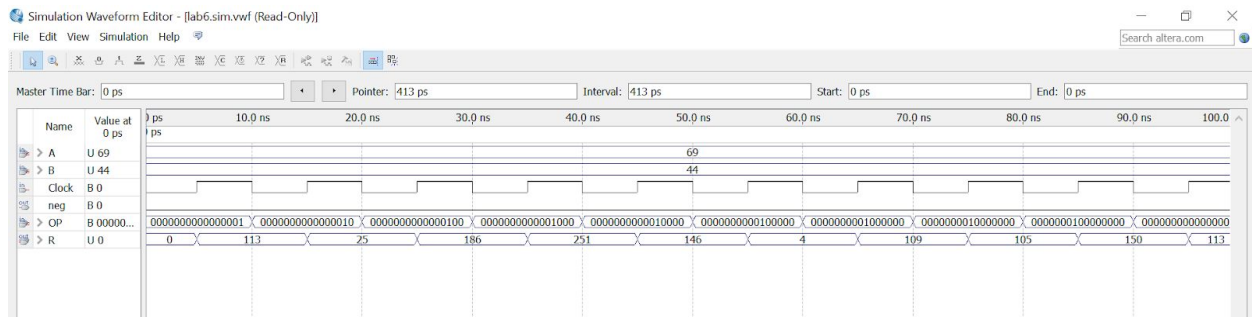 Simulation Waveform Editor - [lab6.sim.vwf (Read-Only)]
File Edit View Simulation Help
Search altera.com
Master Time Bar: 0 ps Pointer: 413 ps Interval: 413 ps Start: 0 ps End: 0 ps
Name Value at 0 ps
0 ps 10.0 ns 20.0 ns 30.0 ns 40.0 ns 50.0 ns 60.0 ns 70.0 ns 80.0 ns 90.0 ns 100.0
0 ps
A U 69 69
B U 44 44
Clock B 0
neg B 0
OP B 00000... 0000000000000001 0000000000000010 0000000000000100 0000000000001000 0000000000010000 0000000000100000 0000000001000000 0000000010000000 0000000100000000 000000000000000
R U 0 0 113 25 186 251 146 4 109 105 150 113